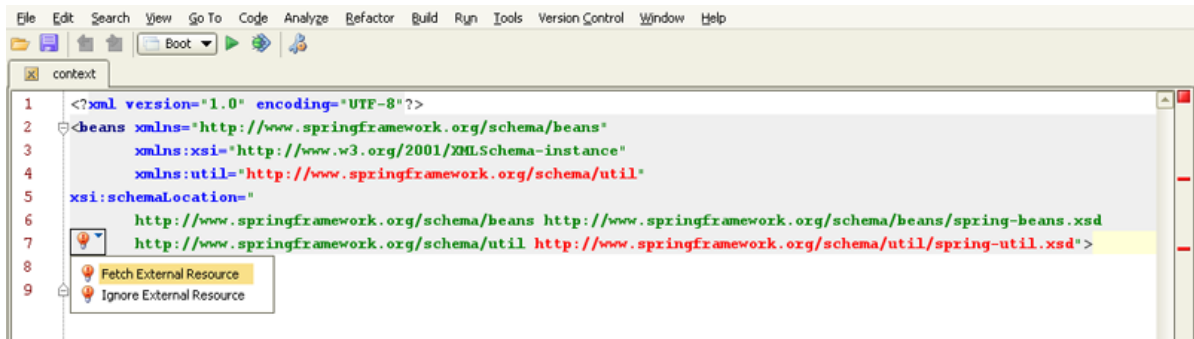 File Edit Search View Go To Code Analyze Refactor Build Run Tools Version Control Window Help
Boot
context
1 <?xml version="1.0" encoding="UTF-8"?>
2 <beans xmlns="http://www.springframework.org/schema/beans"
3 xmlns:xsi="http://www.w3.org/2001/XMLSchema-instance"
4 xmlns:util="http://www.springframework.org/schema/util"
5 xsi:schemaLocation="
6 http://www.springframework.org/schema/beans http://www.springframework.org/schema/beans/spring-beans.xsd
7 http://www.springframework.org/schema/util http://www.springframework.org/schema/util/spring-util.xsd">
8 Fetch External Resource
9 Ignore External Resource